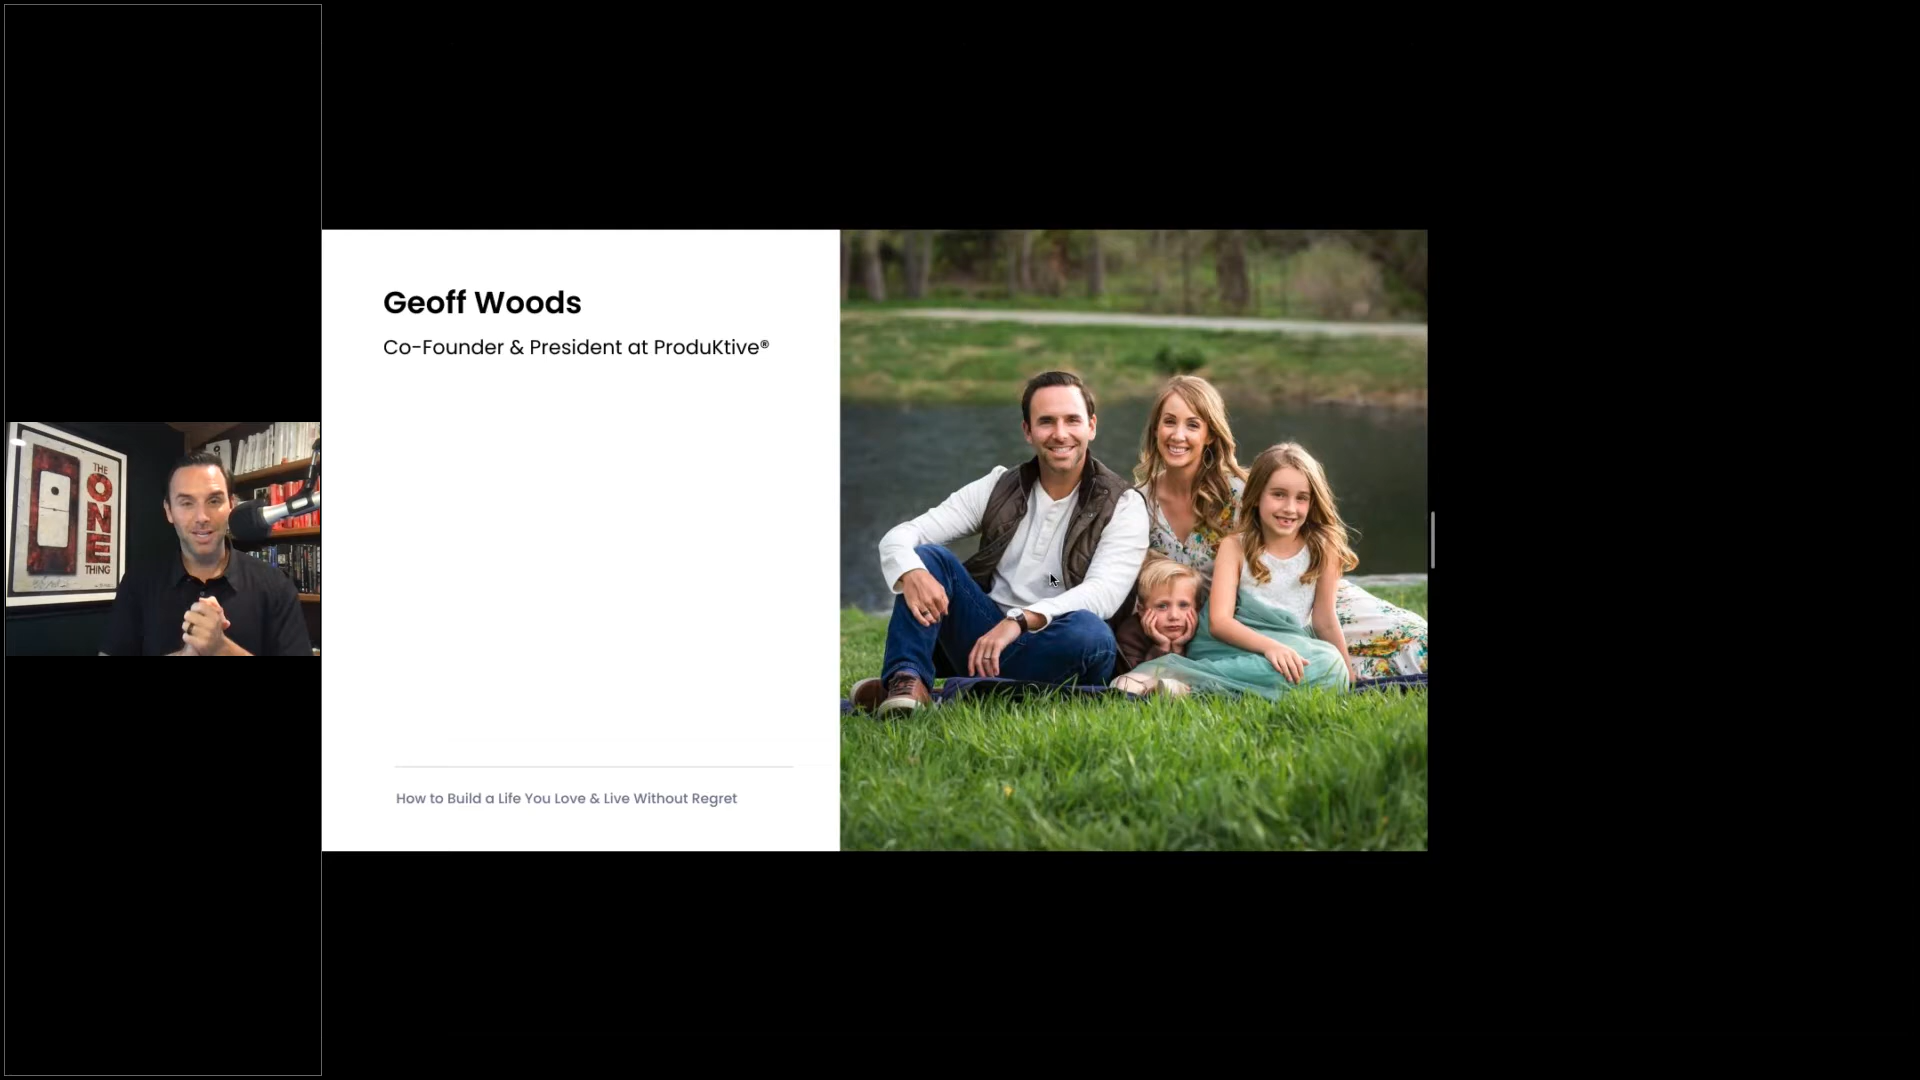 THE
ONE
THING
Geoff Woods
Co-Founder & President at ProduKtive®
How to Build a Life You Love & Live Without Regret